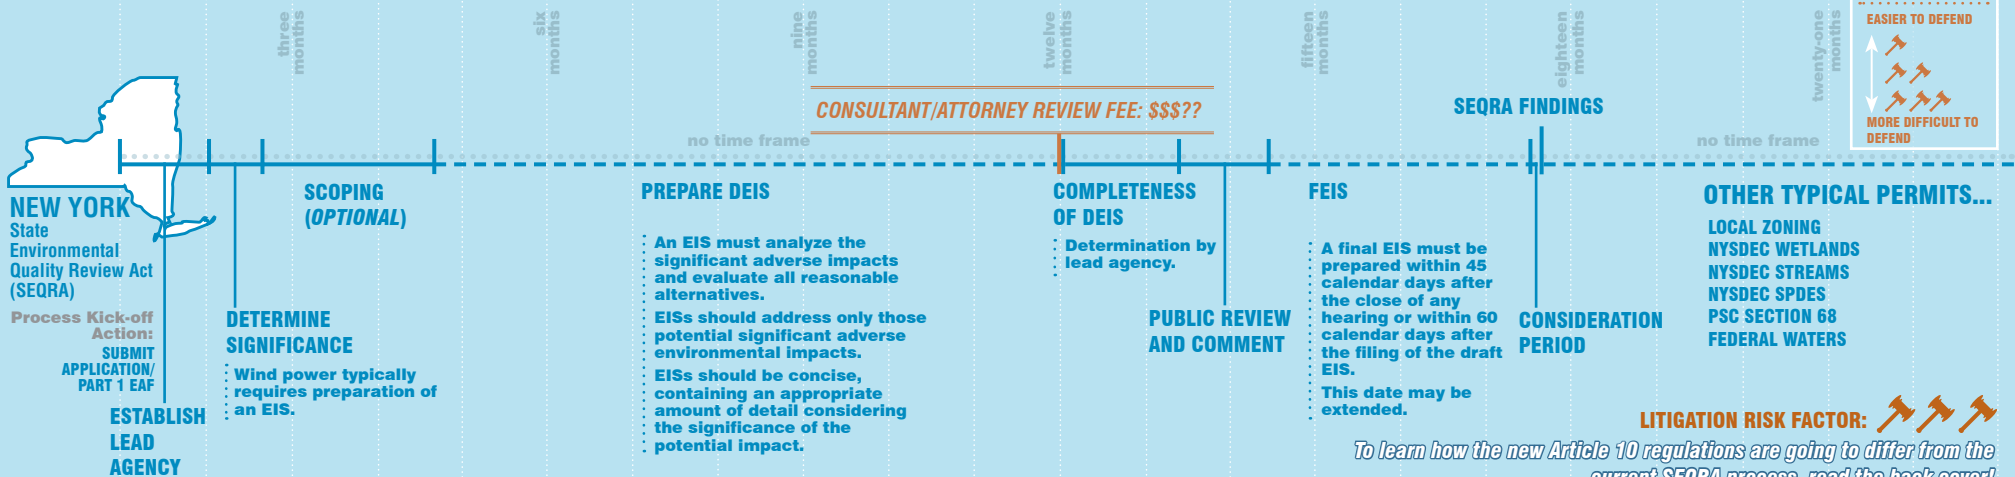 three
months
six
months
nine
months
twelve
months
fifteen
months
eighteen
months
twenty-one
months
EASIER TO DEFEND
MORE DIFFICULT TO
DEFEND
CONSULTANT/ATTORNEY REVIEW FEE: $$$??
SEQRA FINDINGS
no time frame
no time frame
NEW YORK
State
Environmental
Quality Review Act
(SEQRA)
Process Kick-off
Action:
SUBMIT
APPLICATION/
PART 1 EAF
ESTABLISH
LEAD
AGENCY
DETERMINE
SIGNIFICANCE
Wind power typically
requires preparation of
an EIS.
SCOPING
(OPTIONAL)
PREPARE DEIS
An EIS must analyze the
significant adverse impacts
and evaluate all reasonable
alternatives.
EISs should address only those
potential significant adverse
environmental impacts.
EISs should be concise,
containing an appropriate
amount of detail considering
the significance of the
potential impact.
COMPLETENESS
OF DEIS
Determination by
lead agency.
PUBLIC REVIEW
AND COMMENT
FEIS
A final EIS must be
prepared within 45
calendar days after
the close of any
hearing or within 60
calendar days after
the filing of the draft
EIS.
This date may be
extended.
CONSIDERATION
PERIOD
OTHER TYPICAL PERMITS...
LOCAL ZONING
NYSDEC WETLANDS
NYSDEC STREAMS
NYSDEC SPDES
PSC SECTION 68
FEDERAL WATERS
LITIGATION RISK FACTOR:
To learn how the new Article 10 regulations are going to differ from the
current SEQRA process, read the back cover!